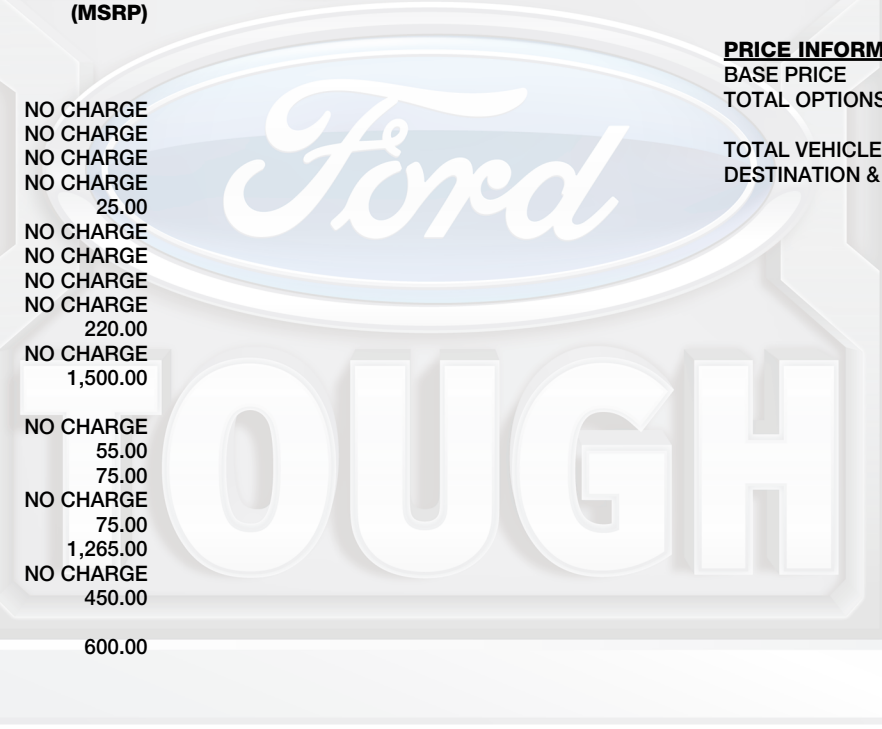 (MSRP)
NO CHARGE
NO CHARGE
NO CHARGE
NO CHARGE
25.00
NO CHARGE
NO CHARGE
NO CHARGE
NO CHARGE
220.00
NO CHARGE
1,500.00
NO CHARGE
55.00
75.00
NO CHARGE
75.00
1,265.00
NO CHARGE
450.00
600.00
PRICE INFORM
BASE PRICE
TOTAL OPTIONS
TOTAL VEHICLE
DESTINATION &
Ford
TOUGH